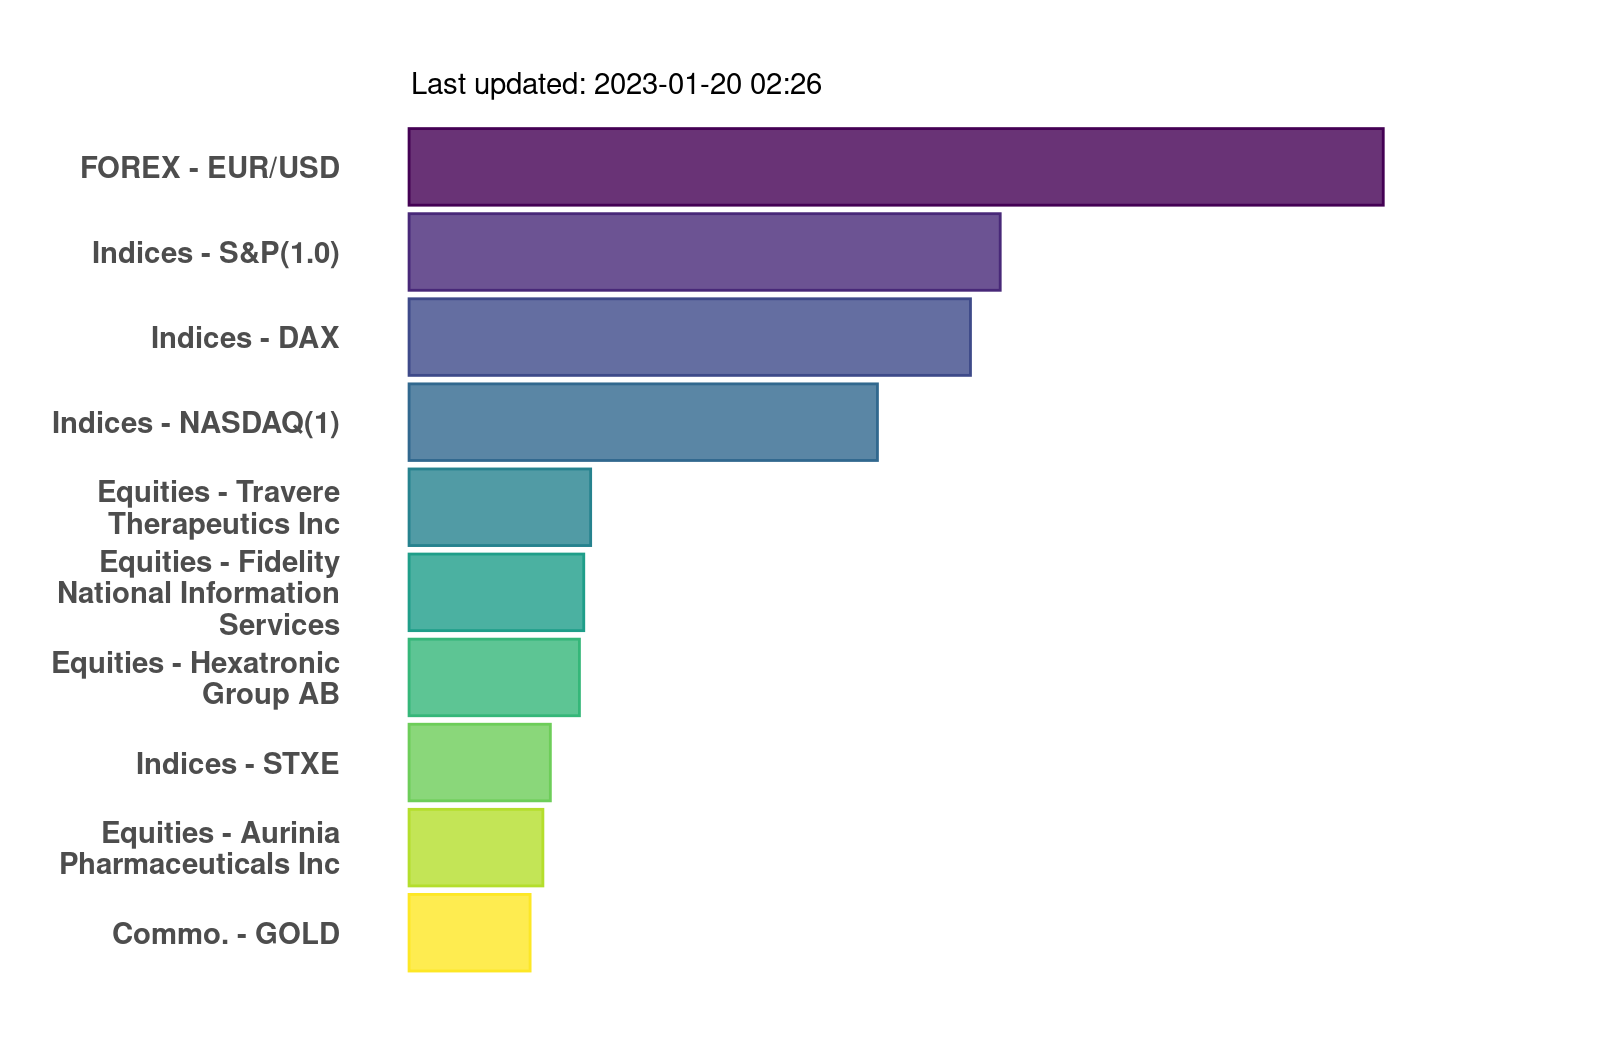 Last updated: 2023-01-20 02:26
FOREX - EUR/USD
Indices - S&P(1.0)
Indices - DAX
Indices - NASDAQ(1)
Equities - Travere
Therapeutics Inc
Equities - Fidelity
National Information
Services
Equities - Hexatronic
Group AB
Indices - STXE
Equities - Aurinia
Pharmaceuticals Inc
Commo. - GOLD